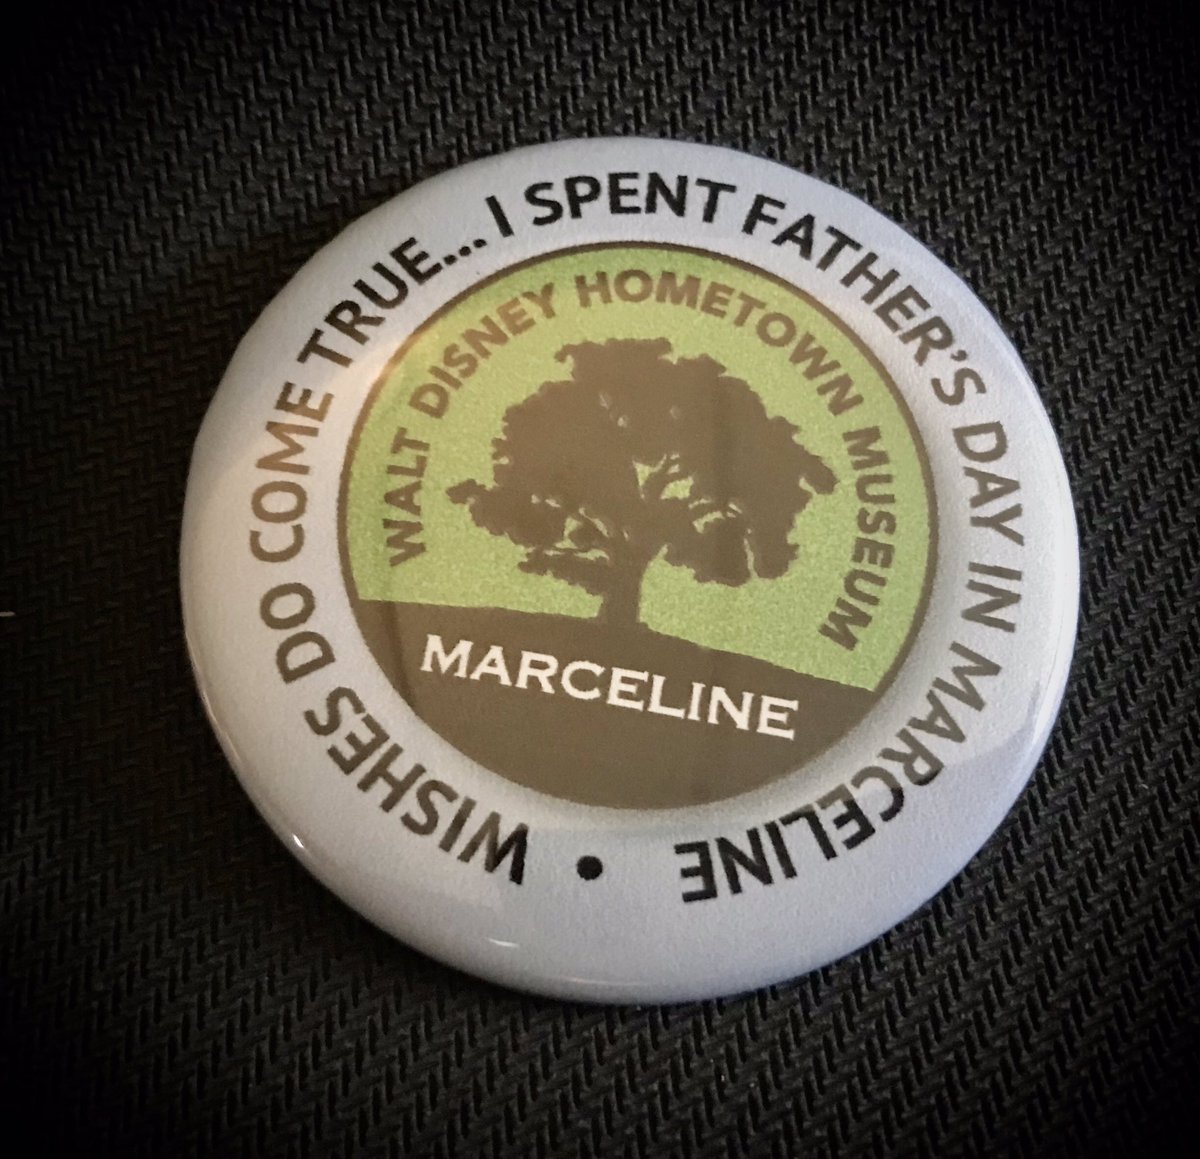 WISHES DO COME TRUE... I SPENT FATHER'S DAY IN MARCELINE •
WALT DISNEY HOMETOWN MUSEUM
MARCELINE